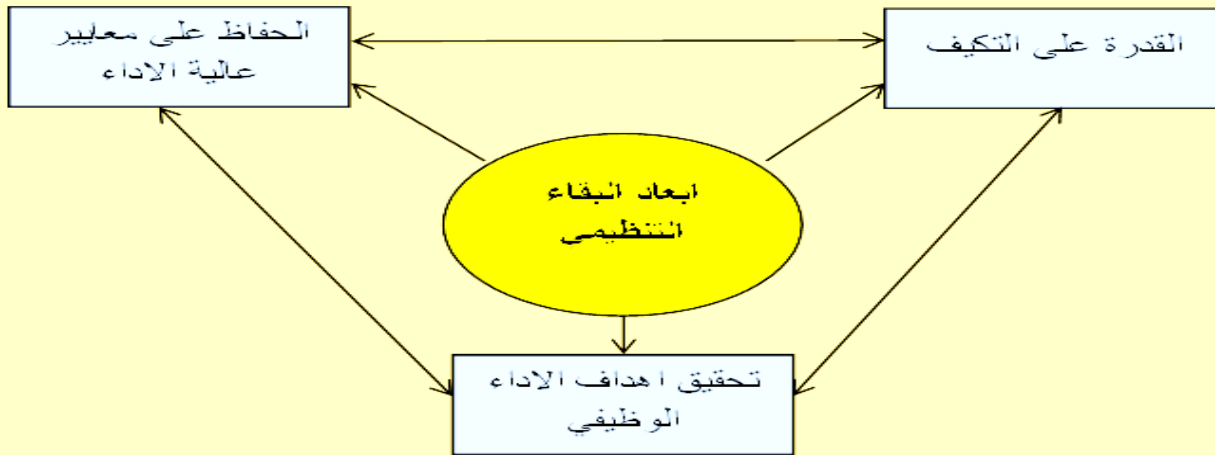 القدرة على التكيف
الحفاظ على معايير
عالية الاداء
ابعاد البقاء
التنظيمي
تحقيق اهداف الاداء
الوظيفي